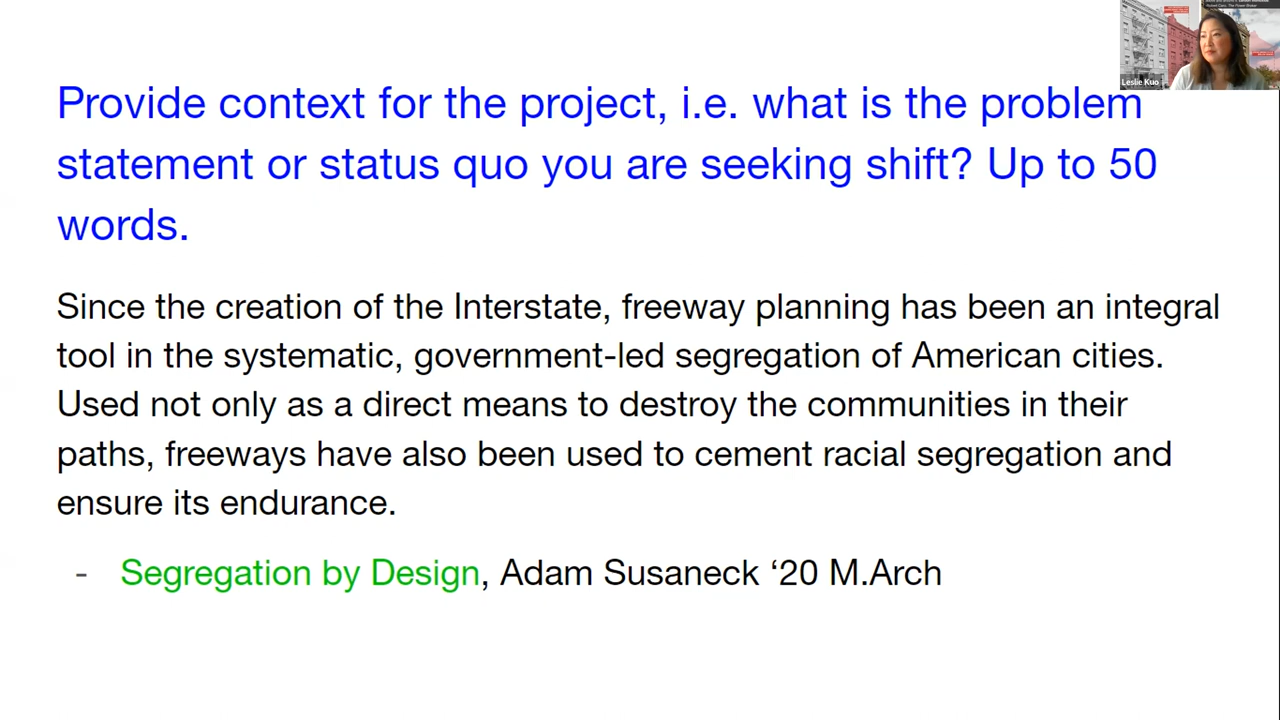 Provide context for the project, i.e. what is the problem
statement or status quo you are seeking shift? Up to 50
words.
Since the creation of the Interstate, freeway planning has been an integral
tool in the systematic, government-led segregation of American cities.
Used not only as a direct means to destroy the communities in their
paths, freeways have also been used to cement racial segregation and
ensure its endurance.
- Segregation by Design, Adam Susaneck ‘20 M.Arch
Leslie Kuo